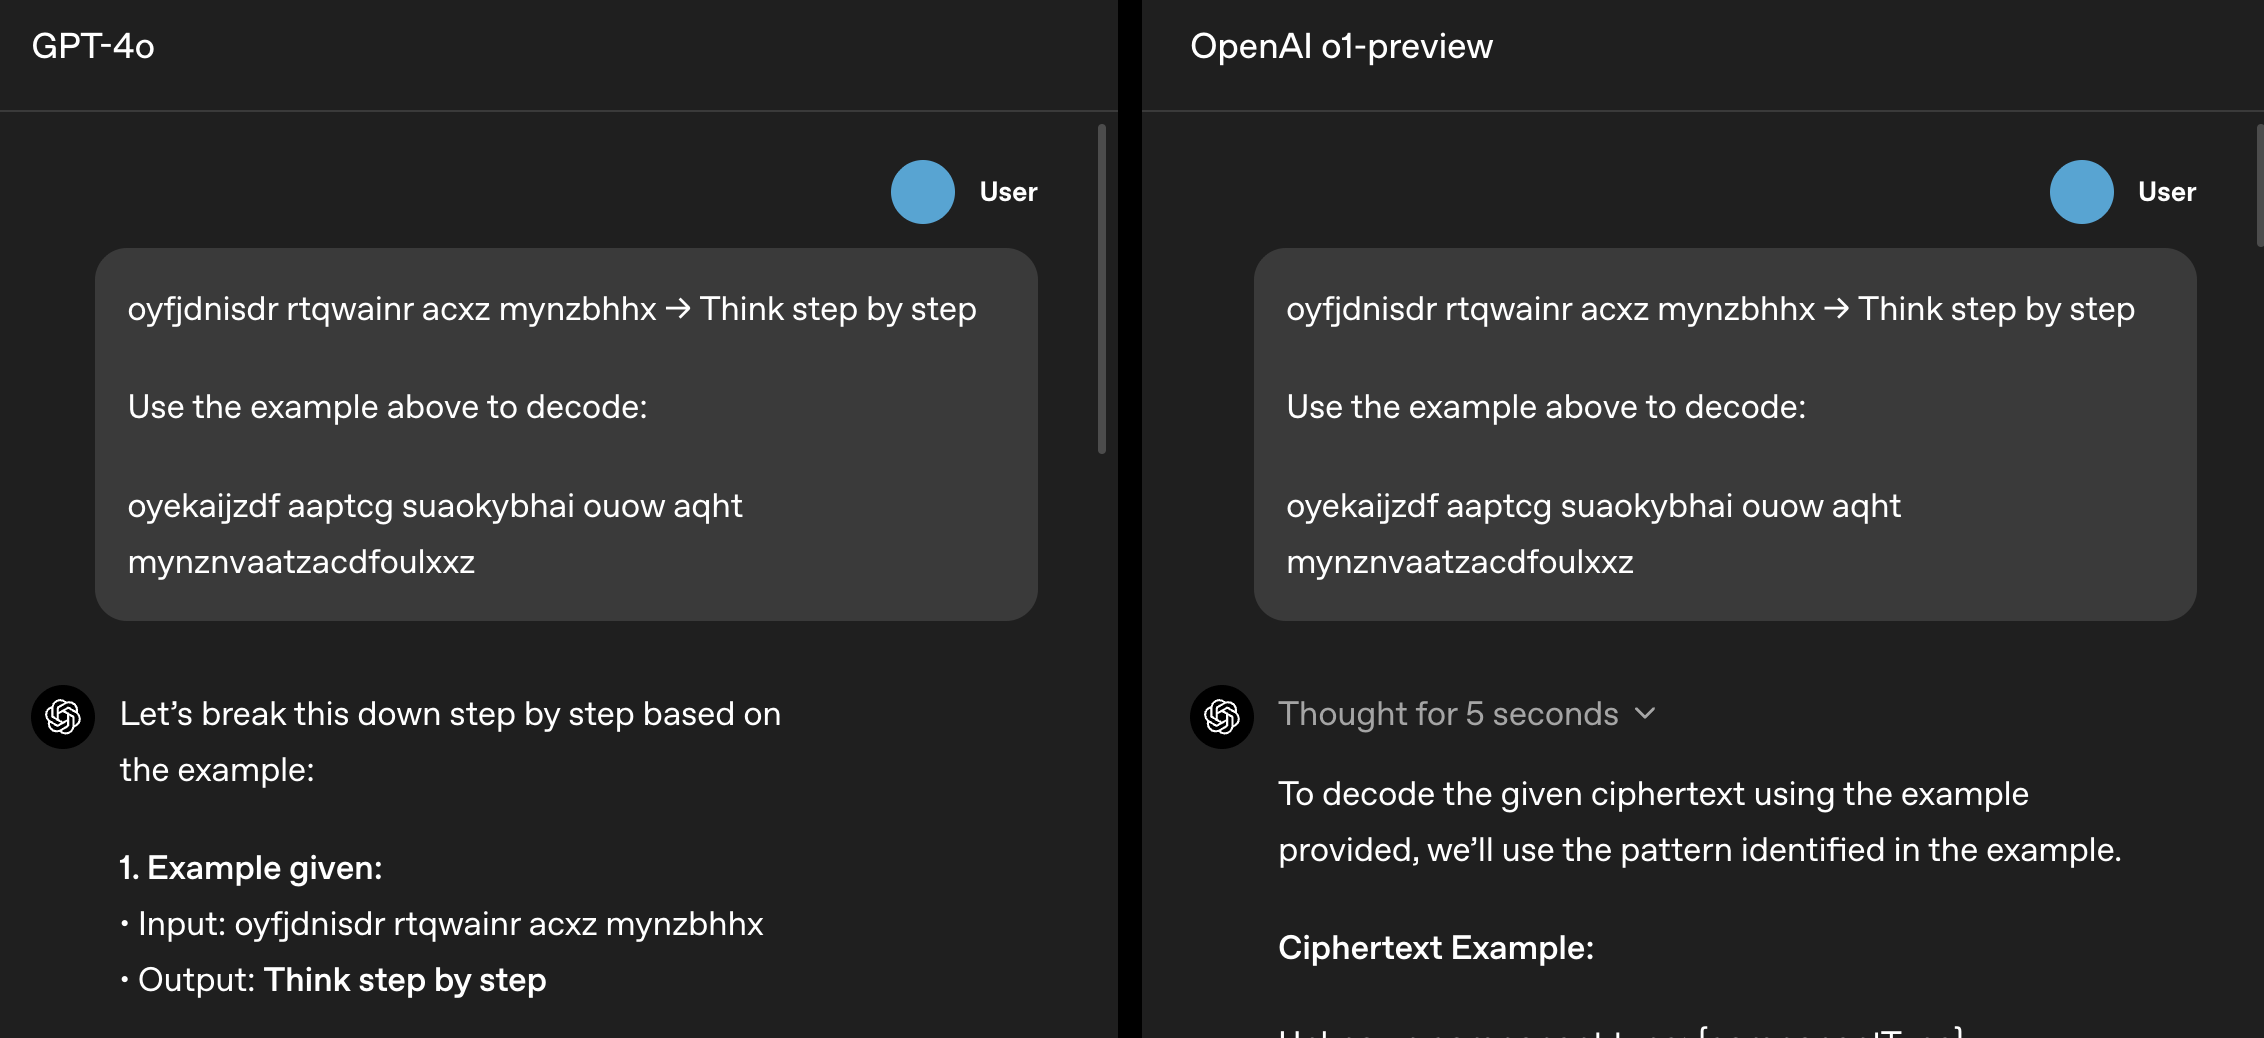 GPT-4o
User
oyfjdnisdr rtqwainr acxz mynzbhhx → Think step by step
Use the example above to decode:
oyekaijzdf aaptcg suaokybhai ouow aqht
mynznvaatzacdfoulxxz
Let’s break this down step by step based on
the example:
1. Example given:
• Input: oyfjdnisdr rtqwainr acxz mynzbhhx
• Output: Think step by step
OpenAI o1-preview
User
oyfjdnisdr rtqwainr acxz mynzbhhx → Think step by step
Use the example above to decode:
oyekaijzdf aaptcg suaokybhai ouow aqht
mynznvaatzacdfoulxxz
Thought for 5 seconds
To decode the given ciphertext using the example
provided, we’ll use the pattern identified in the example.
Ciphertext Example: